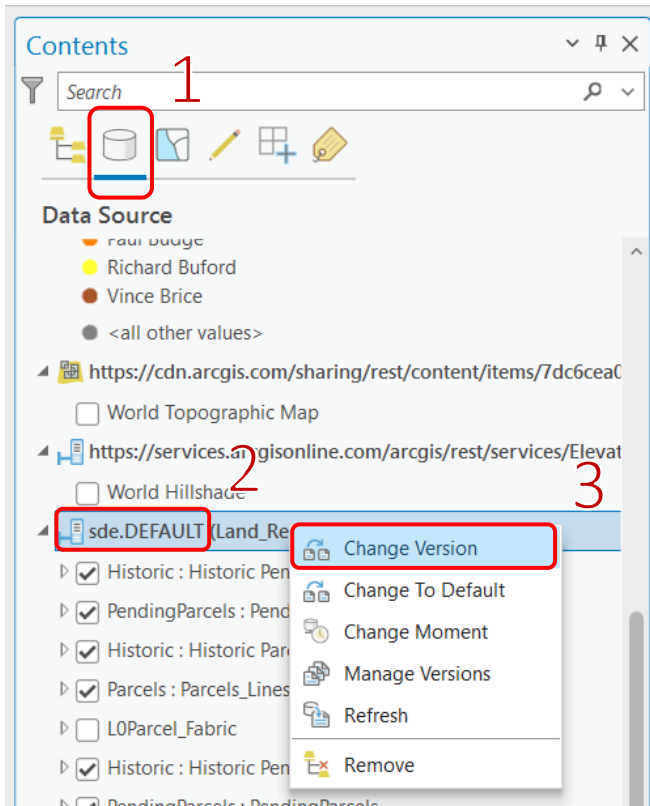 Contents
1
Search
Data Source
Paul Budge
Richard Buford
Vince Brice
<all other values>
https://cdn.arcgis.com/sharing/rest/content/items/7dc6cea0
World Topographic Map
https://services.arcgisonline.com/arcgis/rest/services/Elevat
2
World Hillshade
3
sde.DEFAULT (Land_Re
Change Version
Historic : Historic Pen
Change To Default
PendingParcels : Pend
Change Moment
Historic : Historic Par
Manage Versions
Parcels : Parcels_Lines
Refresh
L0Parcel_Fabric
Historic : Historic Pen
Remove
PendingParcels : PendingParcels